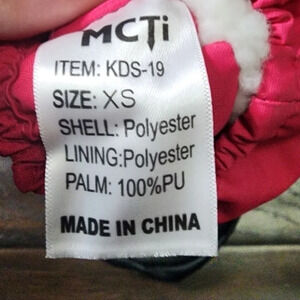 MCTi
ITEM: KDS-19
SIZE: XS
SHELL: Polyester
LINING:Polyester
PALM: 100%PU
MADE IN CHINA